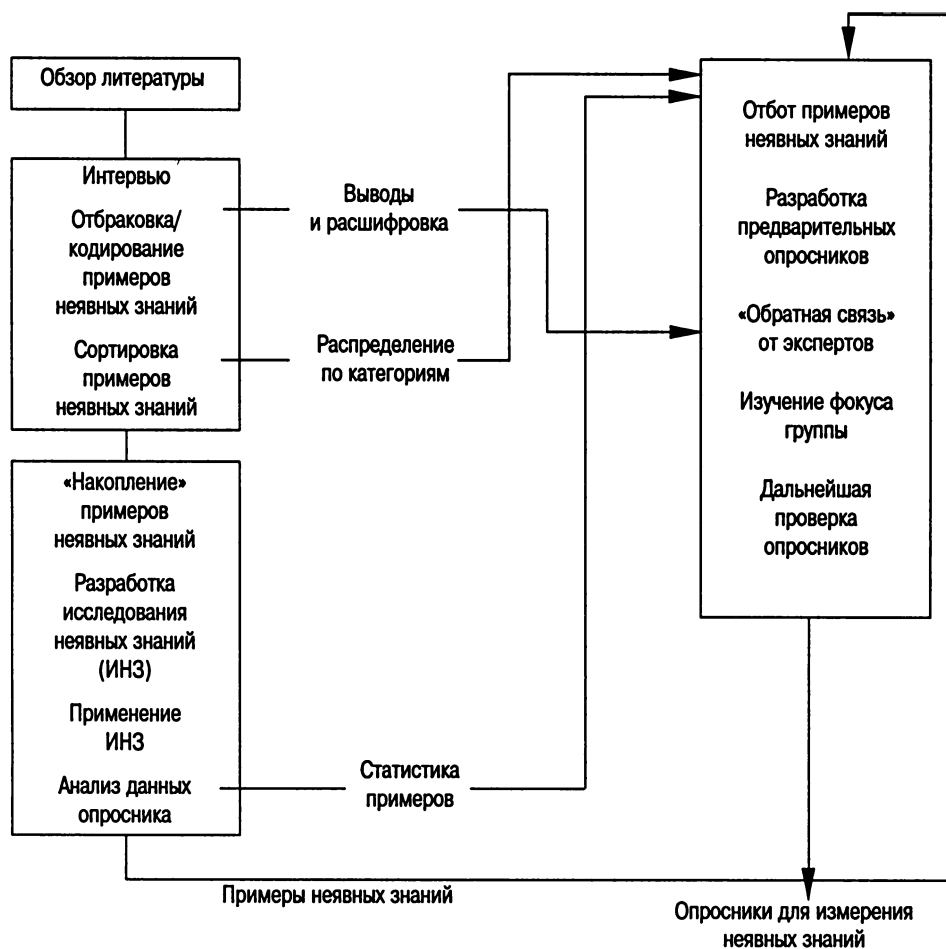 Обзор литературы
Интервью
Отбраковка/
кодирование
примеров
неявных знаний
Сортировка
примеров
неявных знаний
«Накопление»
примеров
неявных знаний
Разработка
исследования
неявных знаний
(ИНЗ)
Применение
ИНЗ
Анализ данных
опросника
Выводы
и расшифровка
Распределение
по категориям
Статистика
примеров
Отбот примеров
неявных знаний
Разработка
предварительных
опросников
«Обратная связь»
от экспертов
Изучение фокуса
группы
Дальнейшая
проверка
опросников
Примеры неявных знаний
Опросники для измерения
неявных знаний